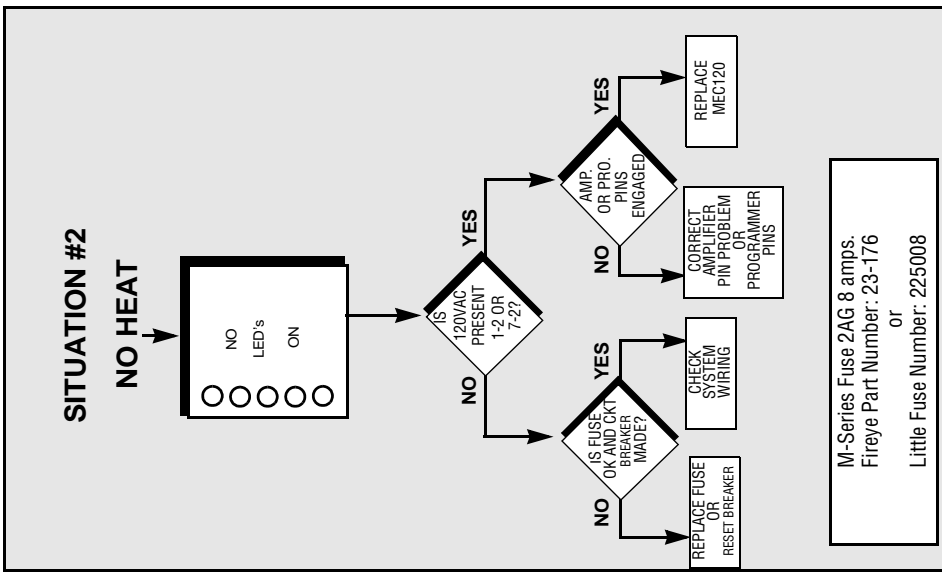 SITUATION #2
NO HEAT
NO
LED's
ON
IS
120VAC
PRESENT
1-2 OR
7-2?
NO
YES
IS FUSE
OK AND CKT
BREAKER
MADE?
NO
YES
REPLACE FUSE
OR
RESET BREAKER
CHECK
SYSTEM
WIRING
AMP.
OR PRO.
PINS
ENGAGED
NO
YES
CORRECT
AMPLIFIER
PIN PROBLEM
OR
PROGRAMMER
PINS
REPLACE
MEC120
M-Series Fuse 2AG 8 amps.
Fireye Part Number: 23-176
or
Little Fuse Number: 225008